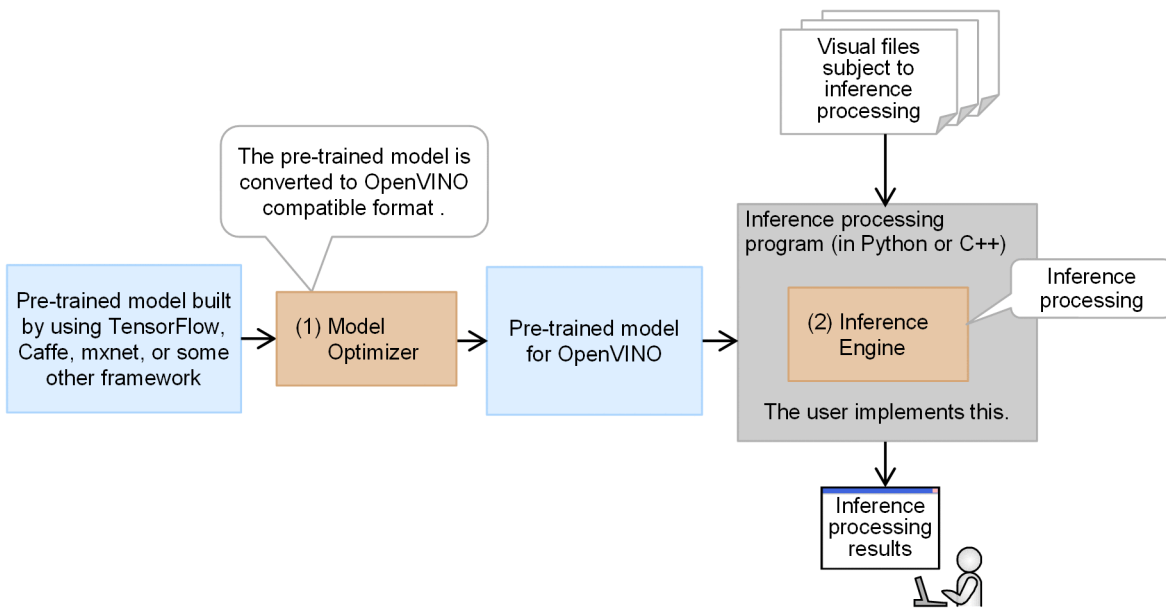 Visual files
subject to
inference
processing
The pre-trained model is
converted to OpenVINO
compatible format .
Inference processing
program (in Python or C++)
Pre-trained model built
by using TensorFlow,
Caffe, mxnet, or some
other framework
(1) Model
Optimizer
Pre-trained model
for OpenVINO
(2) Inference
Engine
Inference
processing
The user implements this.
Inference
processing
results